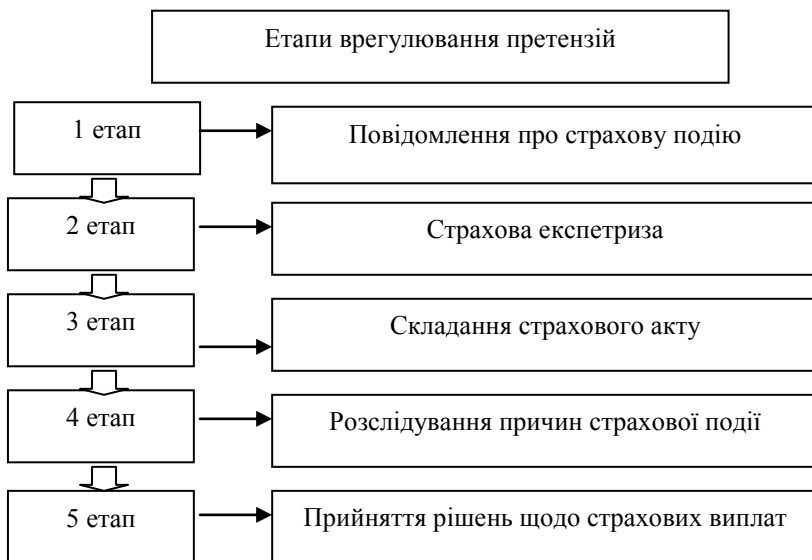 Етапи врегулювання претензій
1 етап
Повідомлення про страхову подію
2 етап
Страхова експетриза
3 етап
Складання страхового акту
4 етап
Розслідування причин страхової події
5 етап
Прийняття рішень щодо страхових виплат